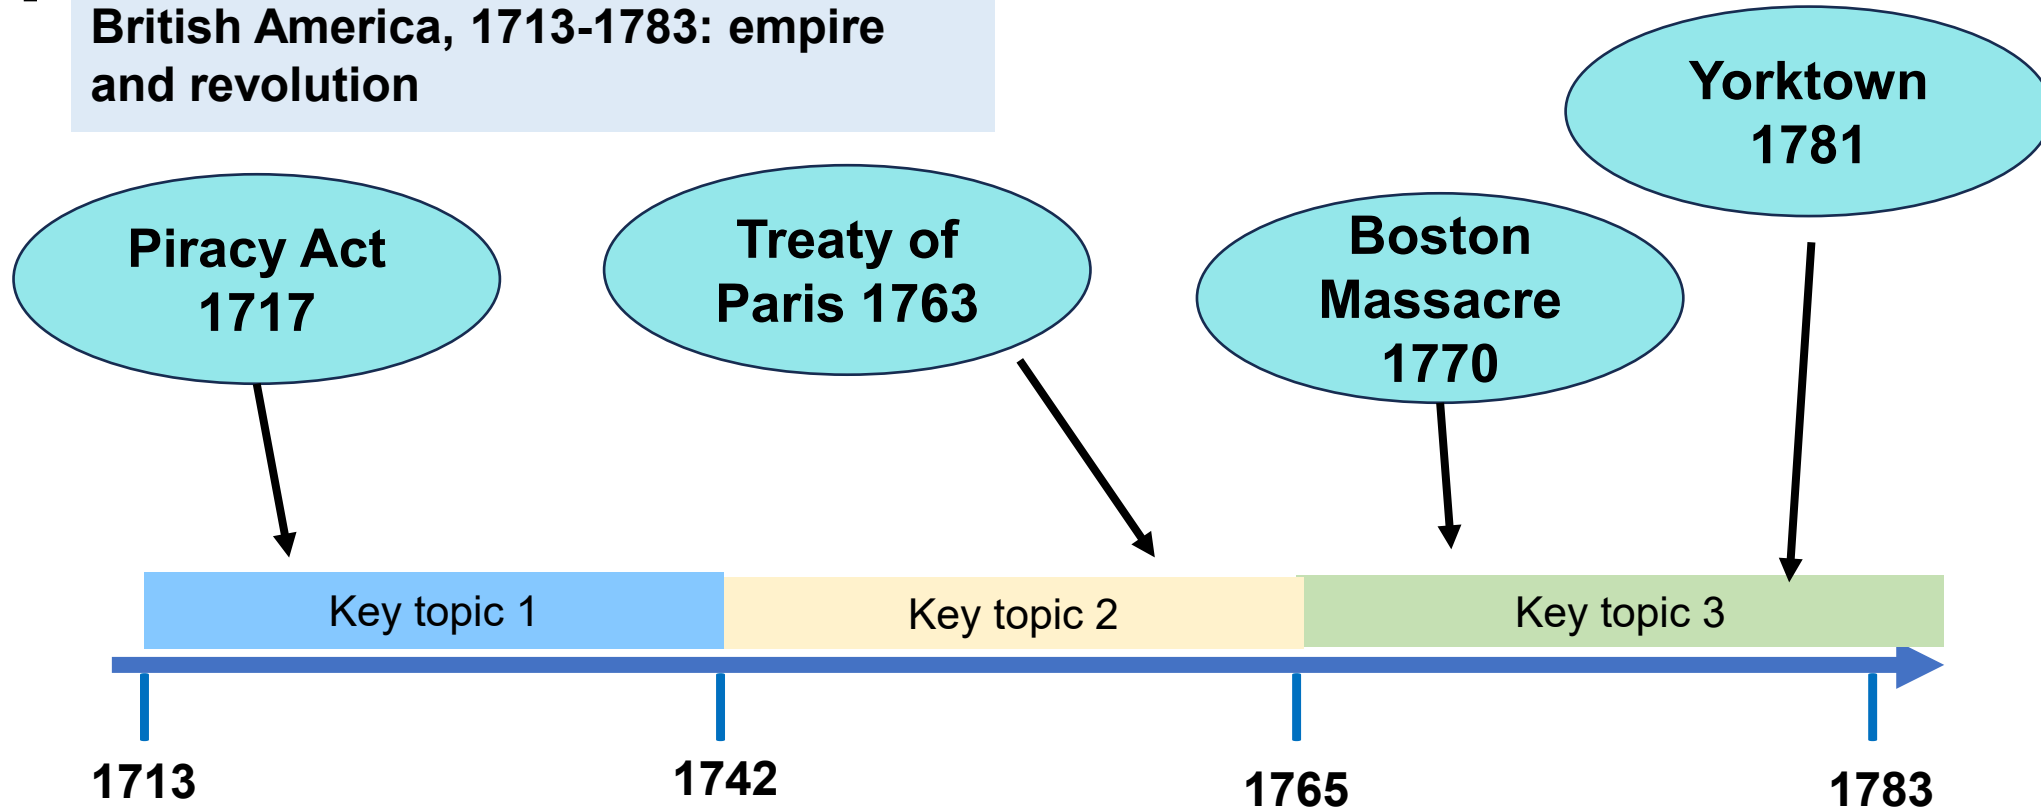 British America, 1713-1783: empire
and revolution
Yorktown
1781
Piracy Act
1717
Treaty of
Paris 1763
Boston
Massacre
1770
Key topic 1
Key topic 2
Key topic 3
1713
1742
1765
1783